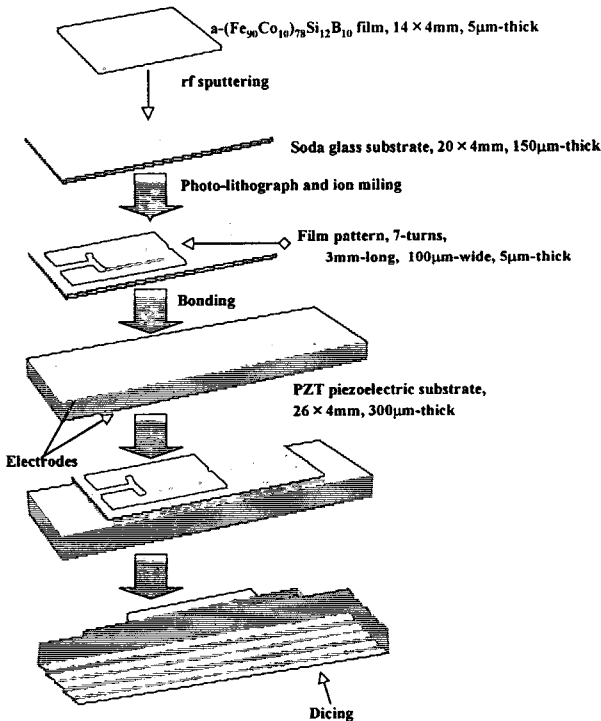 a-(Fe₉₀Co₁₀)₇₈Si₁₂B₁₀ film, 14 × 4mm, 5μm-thick
rf sputtering
Soda glass substrate, 20 × 4mm, 150μm-thick
Photo-lithograph and ion miling
Film pattern, 7-turns,
3mm-long, 100μm-wide, 5μm-thick
Bonding
PZT piezoelectric substrate,
26 × 4mm, 300μm-thick
Electrodes
Dicing